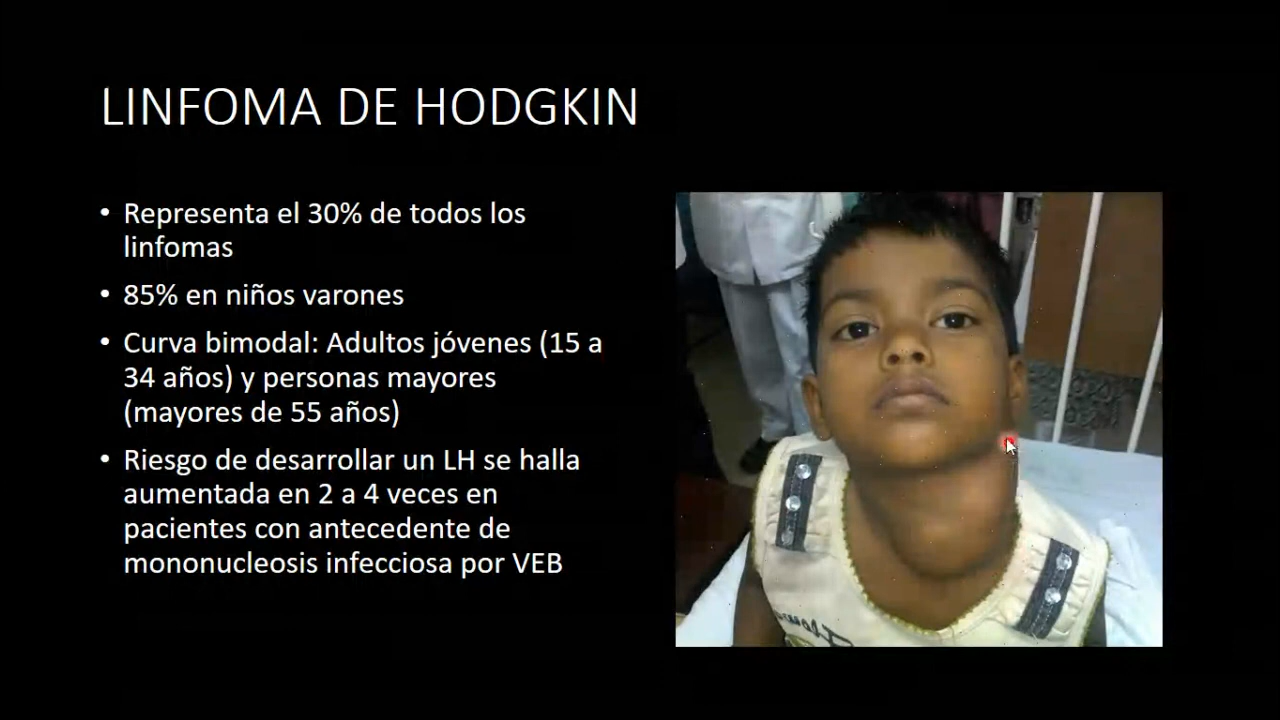 LINFOMA DE HODGKIN
• Representa el 30% de todos los
linfomas
• 85% en niños varones
• Curva bimodal: Adultos jóvenes (15 a
34 años) y personas mayores
(mayores de 55 años)
• Riesgo de desarrollar un LH se halla
aumentada en 2 a 4 veces en
pacientes con antecedente de
mononucleosis infecciosa por VEB